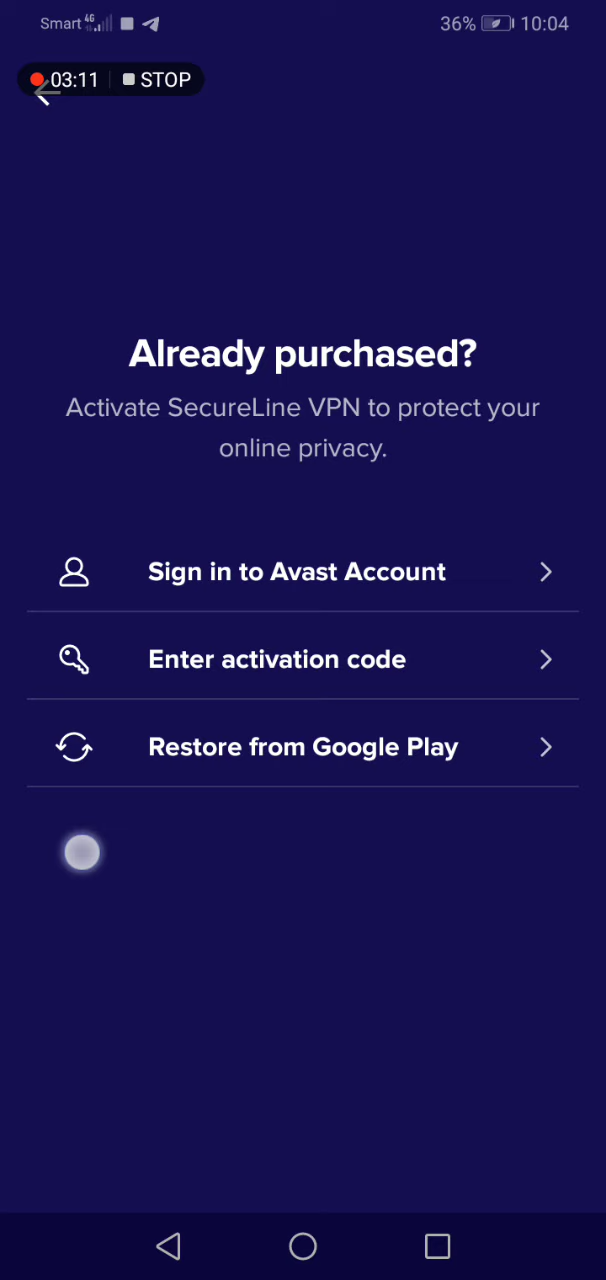 Smart 4G 36% 10:04
03:11 STOP
Already purchased?
Activate SecureLine VPN to protect your
online privacy.
Sign in to Avast Account
Enter activation code
Restore from Google Play